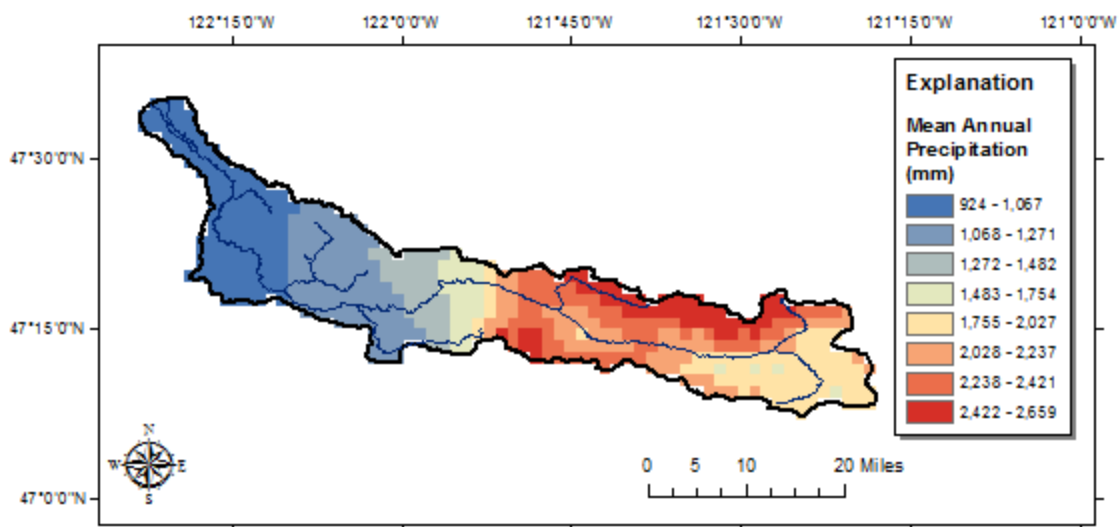 122°15'0"W 122°0'0"W 121°45'0"W 121°30'0"W 121°15'0"W 121°0'0"W
47°30'0"N
47°15'0"N
47°0'0"N
Explanation
Mean Annual
Precipitation
(mm)
924 - 1,067
1,068 - 1,271
1,272 - 1,482
1,483 - 1,754
1,755 - 2,027
2,028 - 2,237
2,238 - 2,421
2,422 - 2,659
N
W E
S
0 5 10 20 Miles